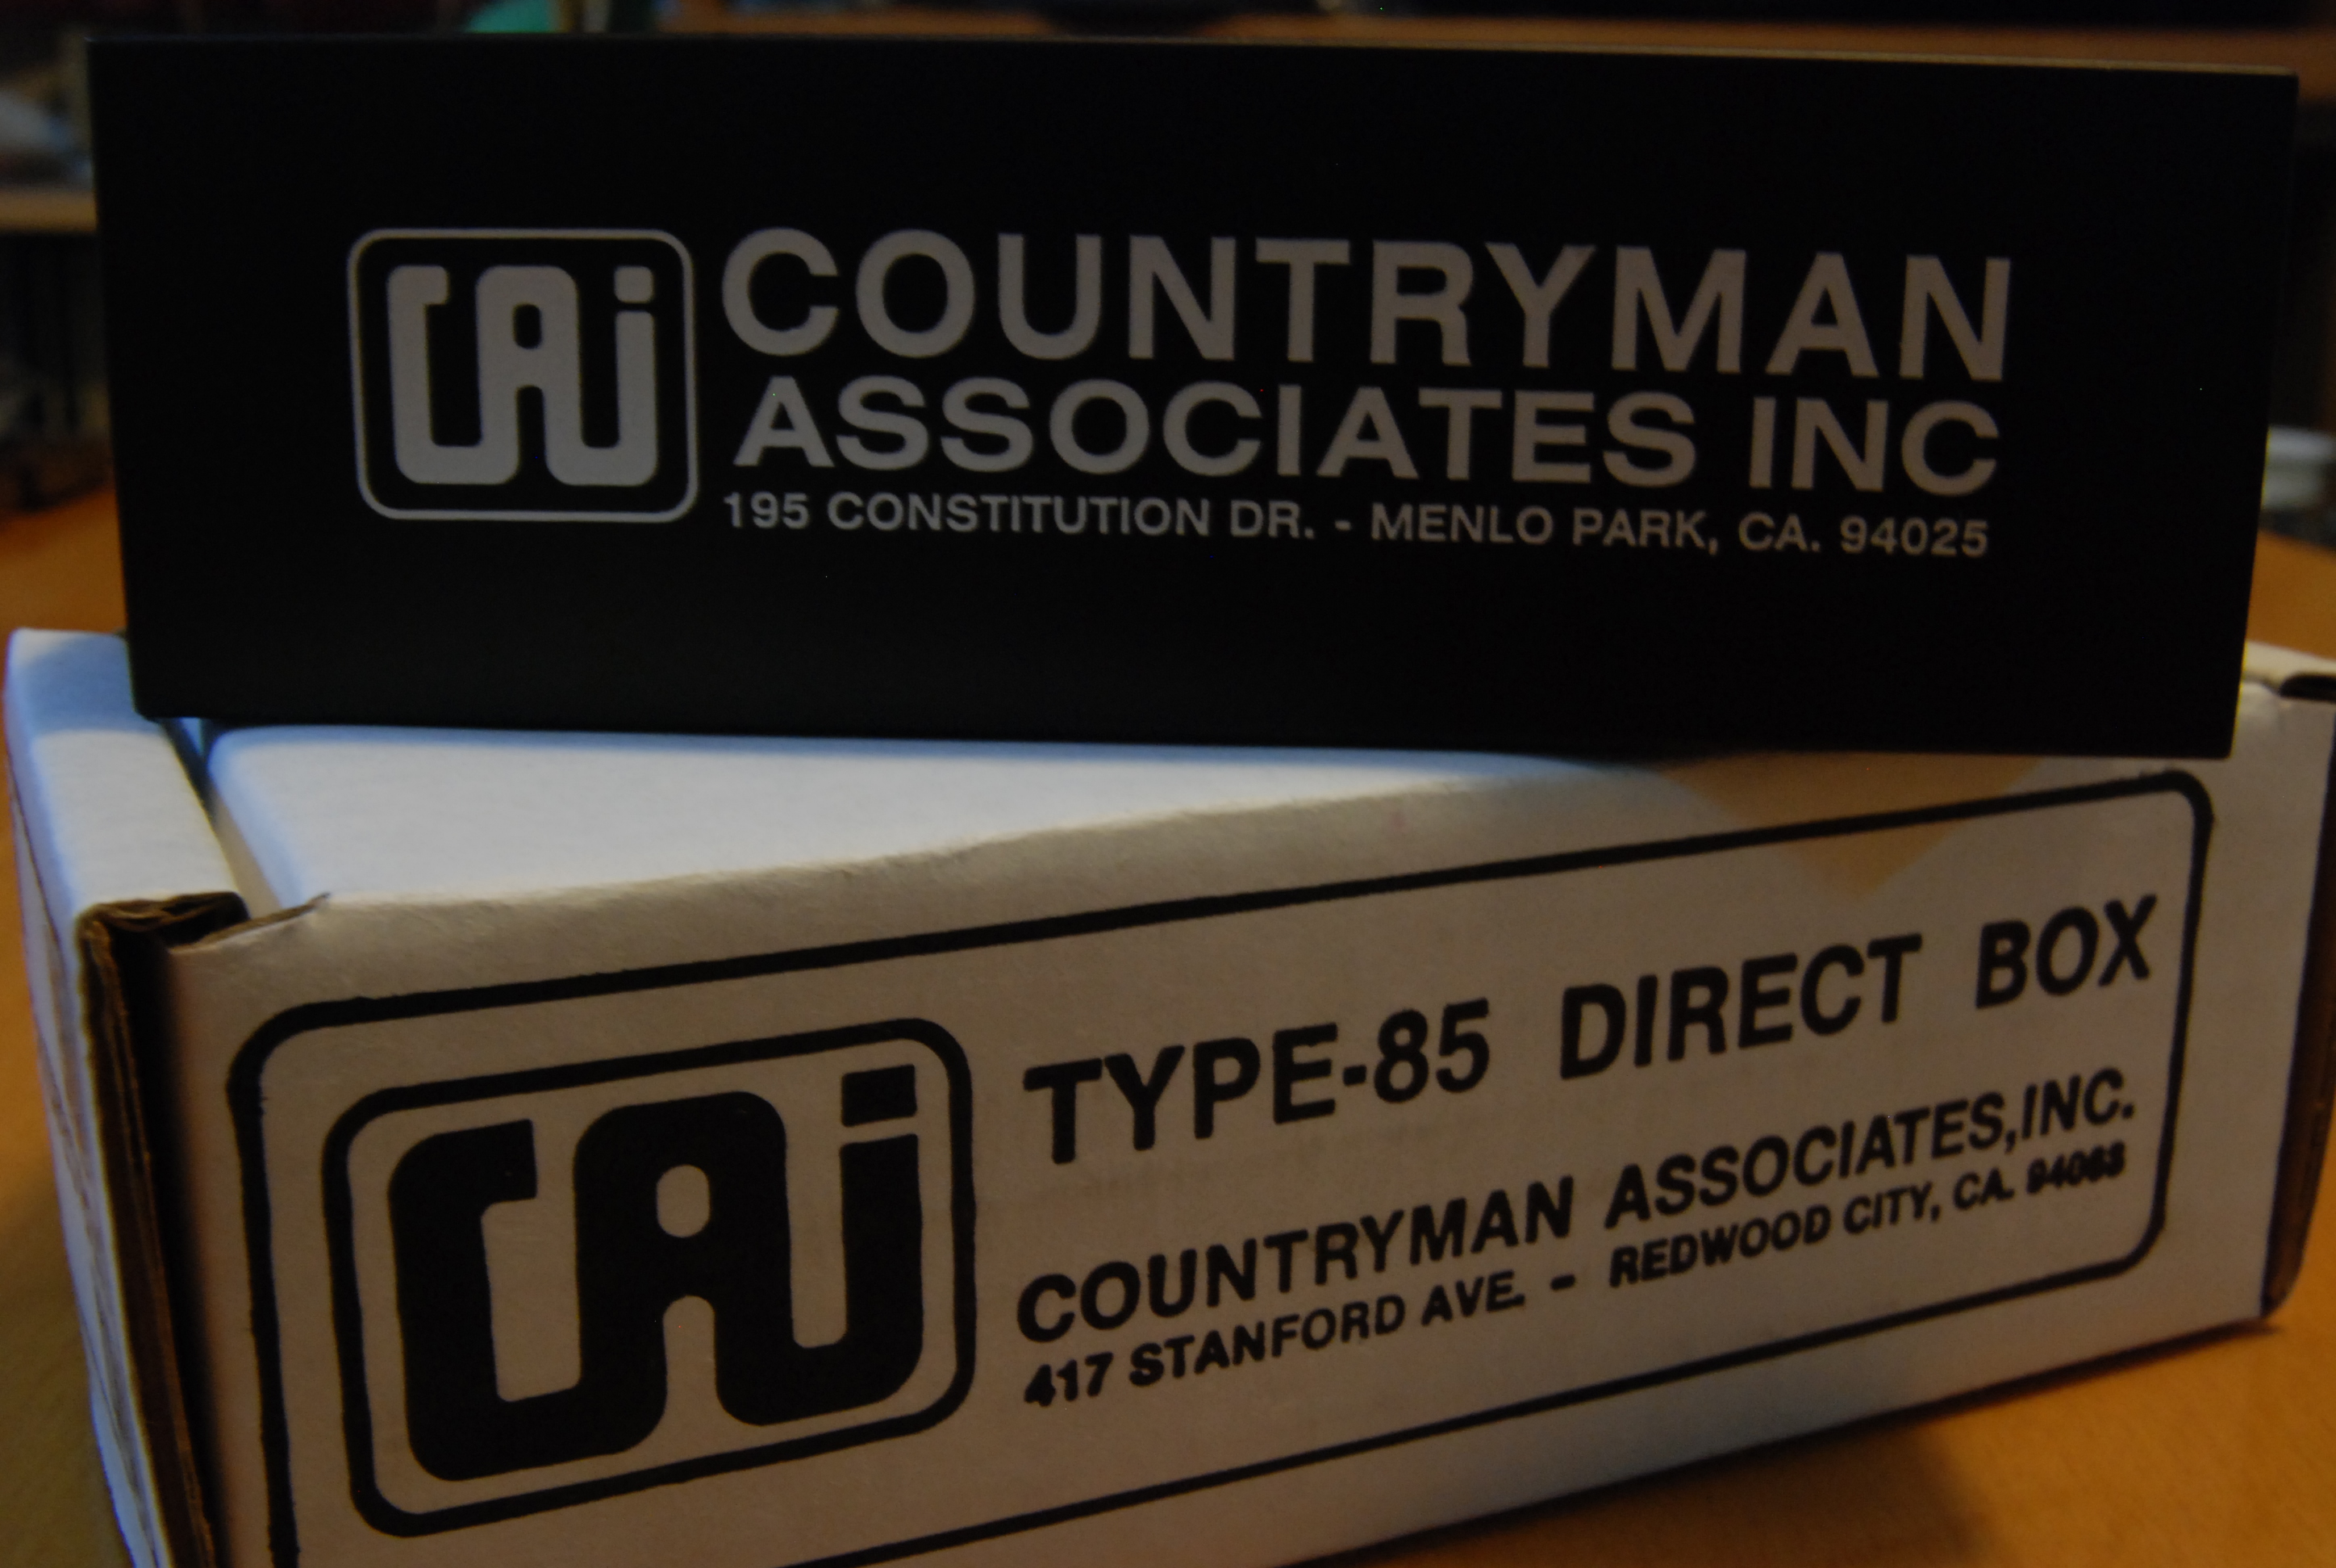 CAi COUNTRYMAN
ASSOCIATES INC
195 CONSTITUTION DR. - MENLO PARK, CA. 94025
CAi TYPE-85 DIRECT BOX
COUNTRYMAN ASSOCIATES,INC.
417 STANFORD AVE. - REDWOOD CITY, CA. 94063